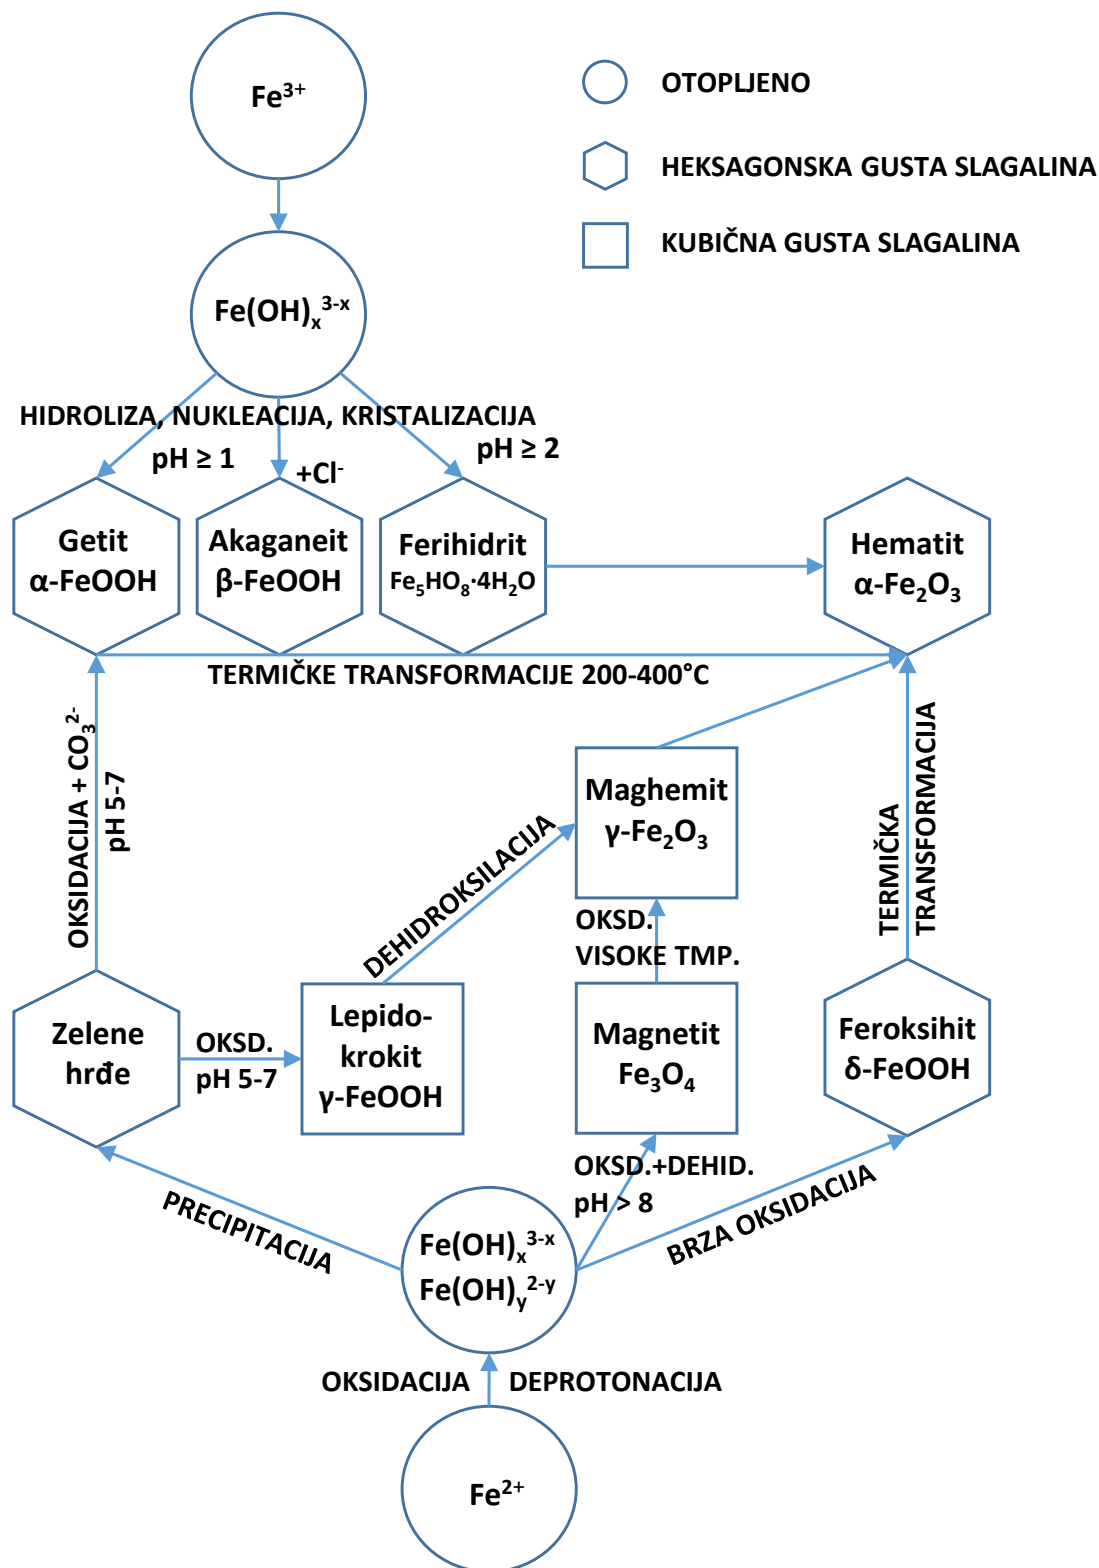 Fe³⁺
OTOPLJENO
HEKSAGONSKA GUSTA SLAGALINA
KUBIČNA GUSTA SLAGALINA
Fe(OH)ₓ³⁻ˣ
HIDROLIZA, NUKLEACIJA, KRISTALIZACIJA
pH ≥ 1
+Cl⁻
pH ≥ 2
Getit
α-FeOOH
Akaganeit
β-FeOOH
Ferihidrit
Fe₅HO₈·4H₂O
Hematit
α-Fe₂O₃
TERMIČKE TRANSFORMACIJE 200-400°C
OKSIDACIJA + CO₃²⁻
pH 5-7
DEHIDROKSILACIJA
Maghemit
γ-Fe₂O₃
TERMIČKA
TRANSFORMACIJA
OKSD.
VISOKE TMP.
Zelene
hrđe
OKSD.
pH 5-7
Lepido-
krokit
γ-FeOOH
Magnetit
Fe₃O₄
Feroksihit
δ-FeOOH
PRECIPITACIJA
OKSD.+DEHID.
pH > 8
BRZA OKSIDACIJA
Fe(OH)ₓ³⁻ˣ
Fe(OH)ᵧ²⁻ʸ
OKSIDACIJA DEPROTONACIJA
Fe²⁺